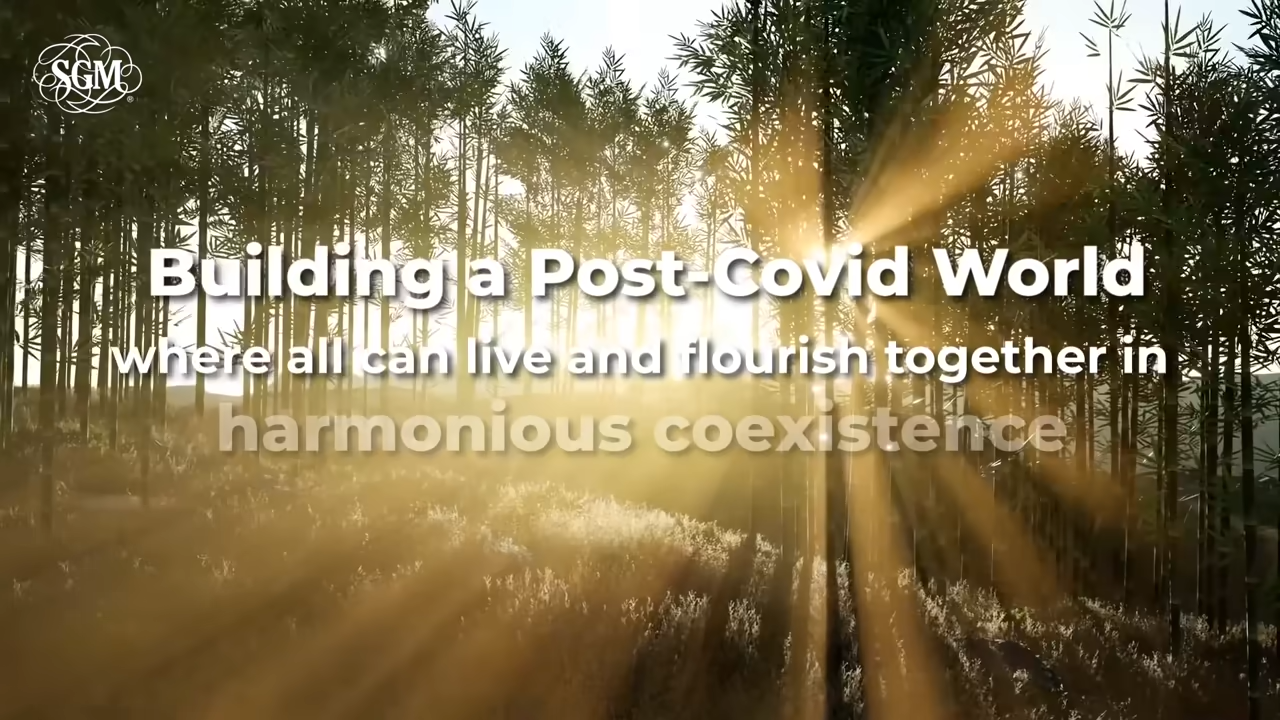 SGM
Building a Post-Covid World
where all can live and flourish together in
harmonious coexistence